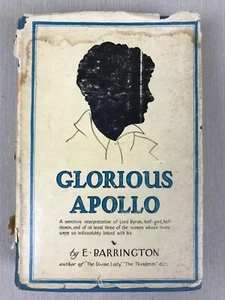 GLORIOUS
APOLLO
A sensitive interpretation of Lord Byron, half-god, half-
demon, and of at least three of the women whose lives
were so indissolubly linked with his.
by E·BARRINGTON
author of "The Divine Lady," "The Thunderer" etc.